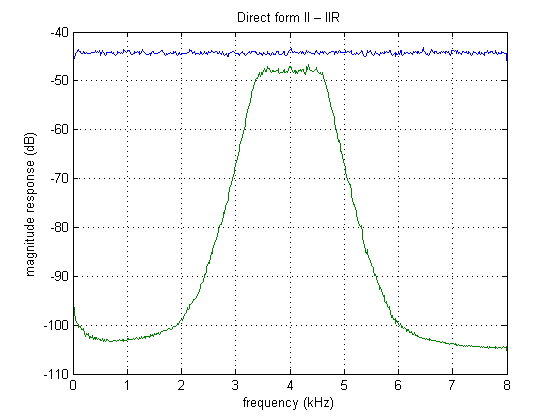 Direct form II – IIR
-40
-50
-60
-70
-80
-90
-100
-110
magnitude response (dB)
0 1 2 3 4 5 6 7 8
frequency (kHz)